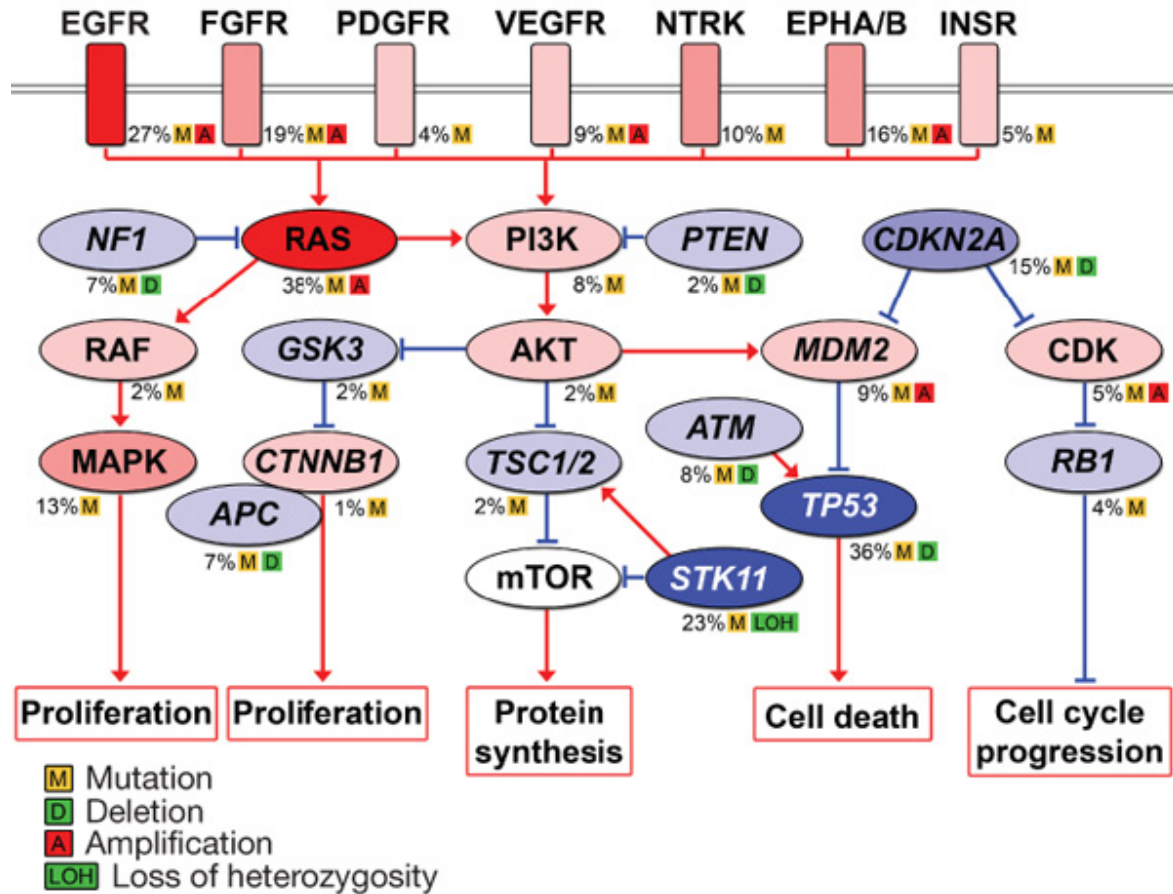 EGFR FGFR PDGFR VEGFR NTRK EPHA/B INSR
27% M A 19% M A 4% M 9% M A 10% M 16% M A 5% M
NF1 RAS PI3K PTEN CDKN2A
7% M D 38% M A 8% M 2% M D 15% M D
RAF GSK3 AKT MDM2 CDK
2% M 2% M 2% M 9% M A 5% M A
MAPK CTNNB1 TSC1/2 ATM RB1
13% M 1% M 2% M 8% M D 4% M
APC TP53
7% M D 36% M D
mTOR STK11
23% M LOH
Proliferation Proliferation Protein Cell death Cell cycle
synthesis progression
M Mutation
D Deletion
A Amplification
LOH Loss of heterozygosity